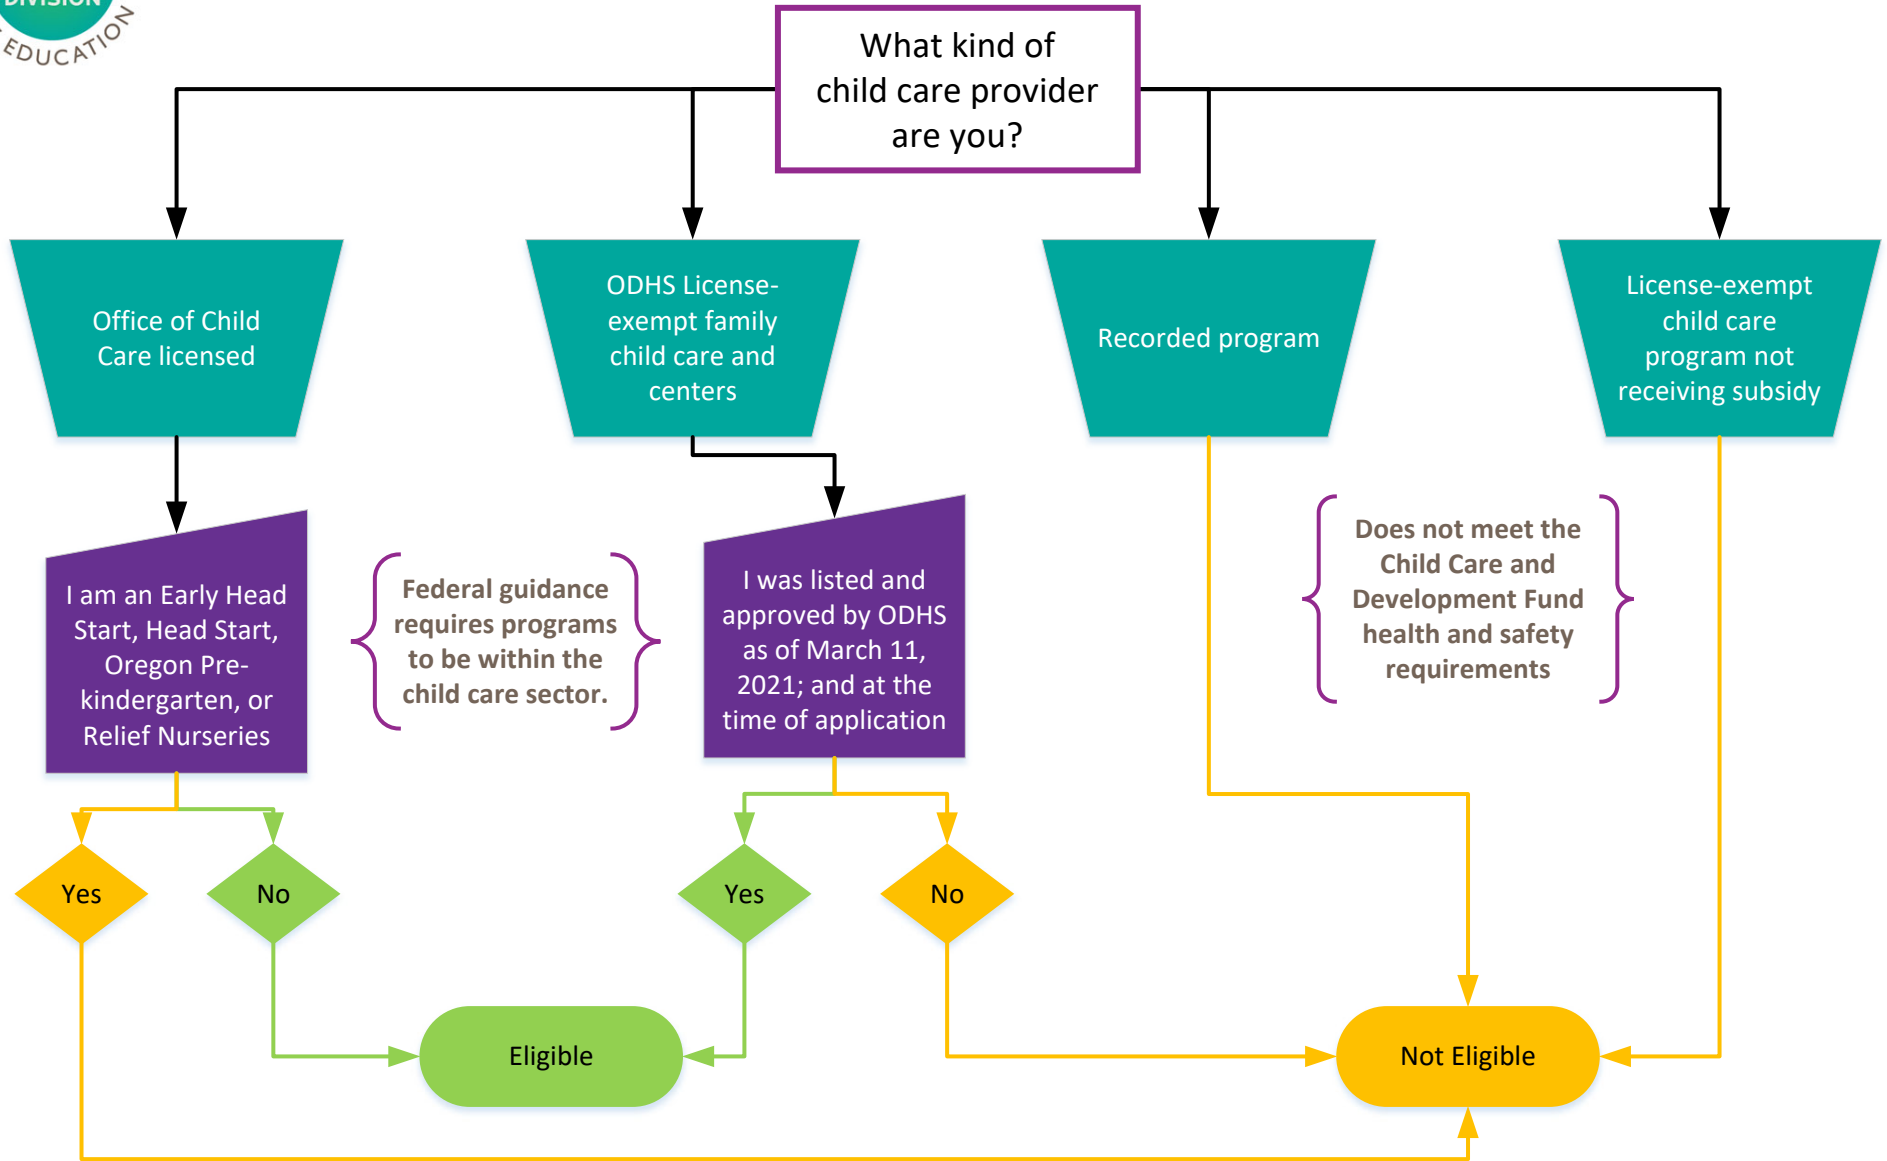 DIVISION
EDUCATION
What kind of
child care provider
are you?
Office of Child
Care licensed
ODHS License-
exempt family
child care and
centers
Recorded program
License-exempt
child care
program not
receiving subsidy
I am an Early Head
Start, Head Start,
Oregon Pre-
kindergarten, or
Relief Nurseries
Federal guidance
requires programs
to be within the
child care sector.
I was listed and
approved by ODHS
as of March 11,
2021; and at the
time of application
Does not meet the
Child Care and
Development Fund
health and safety
requirements
Yes
No
Yes
No
Eligible
Not Eligible